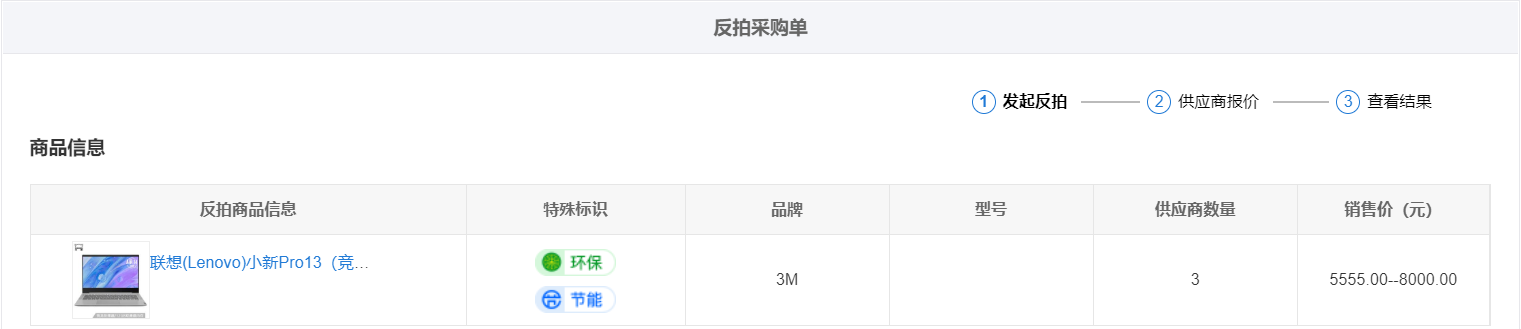 反拍采购单
1 发起反拍 2 供应商报价 3 查看结果
商品信息
反拍商品信息 特殊标识 品牌 型号 供应商数量 销售价（元）
联想(Lenovo)小新Pro13（竞…
环保
节能
3M
3
5555.00--8000.00